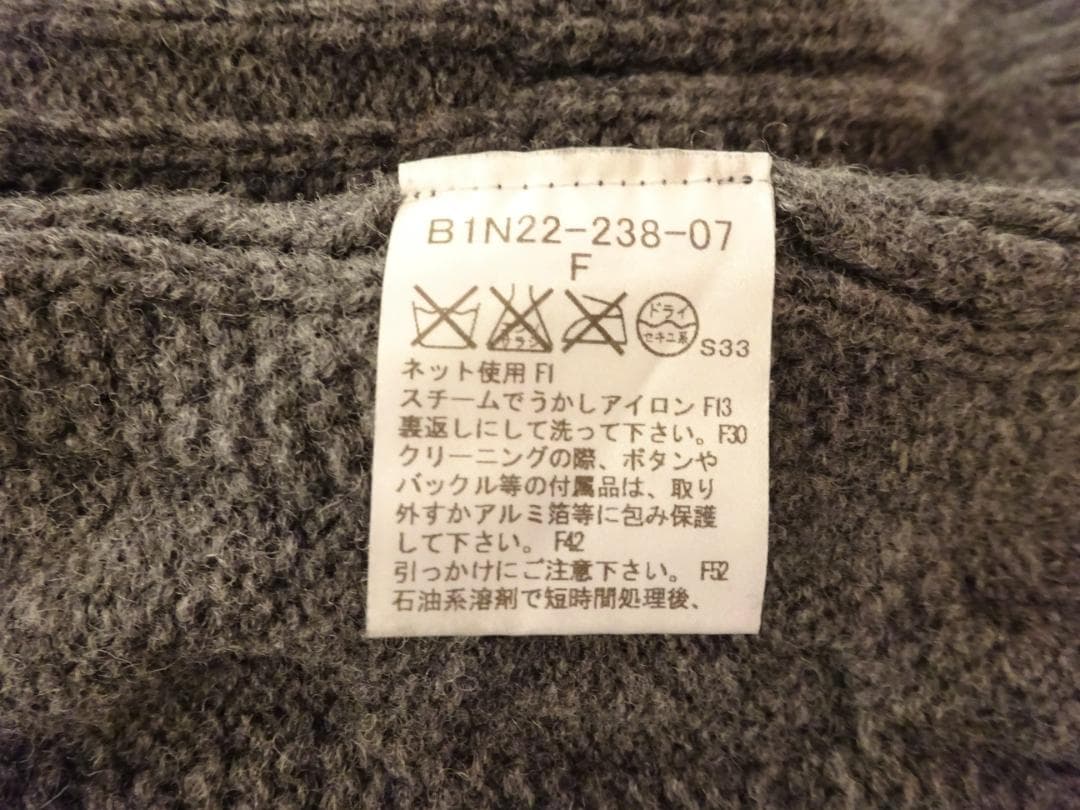 B1N22-238-07
F
サラシ
ドライ
セキユ系
S33
ネット使用 F1
スチームでうかしアイロン F13
裏返しにして洗って下さい。F30
クリーニングの際、ボタンや
バックル等の付属品は、取り
外すかアルミ箔等に包み保護
して下さい。 F42
引っかけにご注意下さい。 F52
石油系溶剤で短時間処理後、